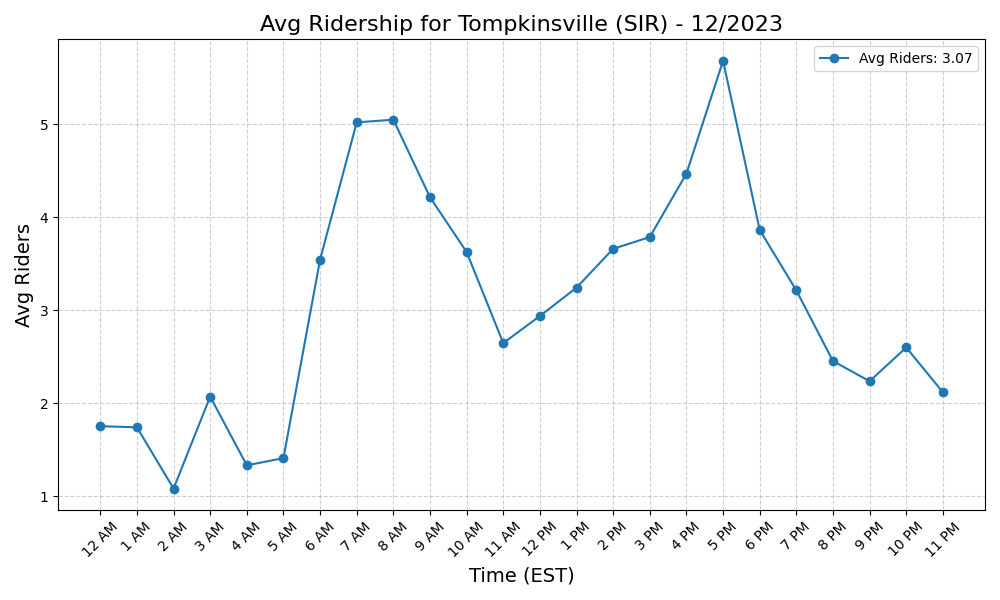 Avg Ridership for Tompkinsville (SIR) - 12/2023
Avg Riders: 3.07
Avg Riders
5
4
3
2
1
12 AM
1 AM
2 AM
3 AM
4 AM
5 AM
6 AM
7 AM
8 AM
9 AM
10 AM
11 AM
12 PM
1 PM
2 PM
3 PM
4 PM
5 PM
6 PM
7 PM
8 PM
9 PM
10 PM
11 PM
Time (EST)